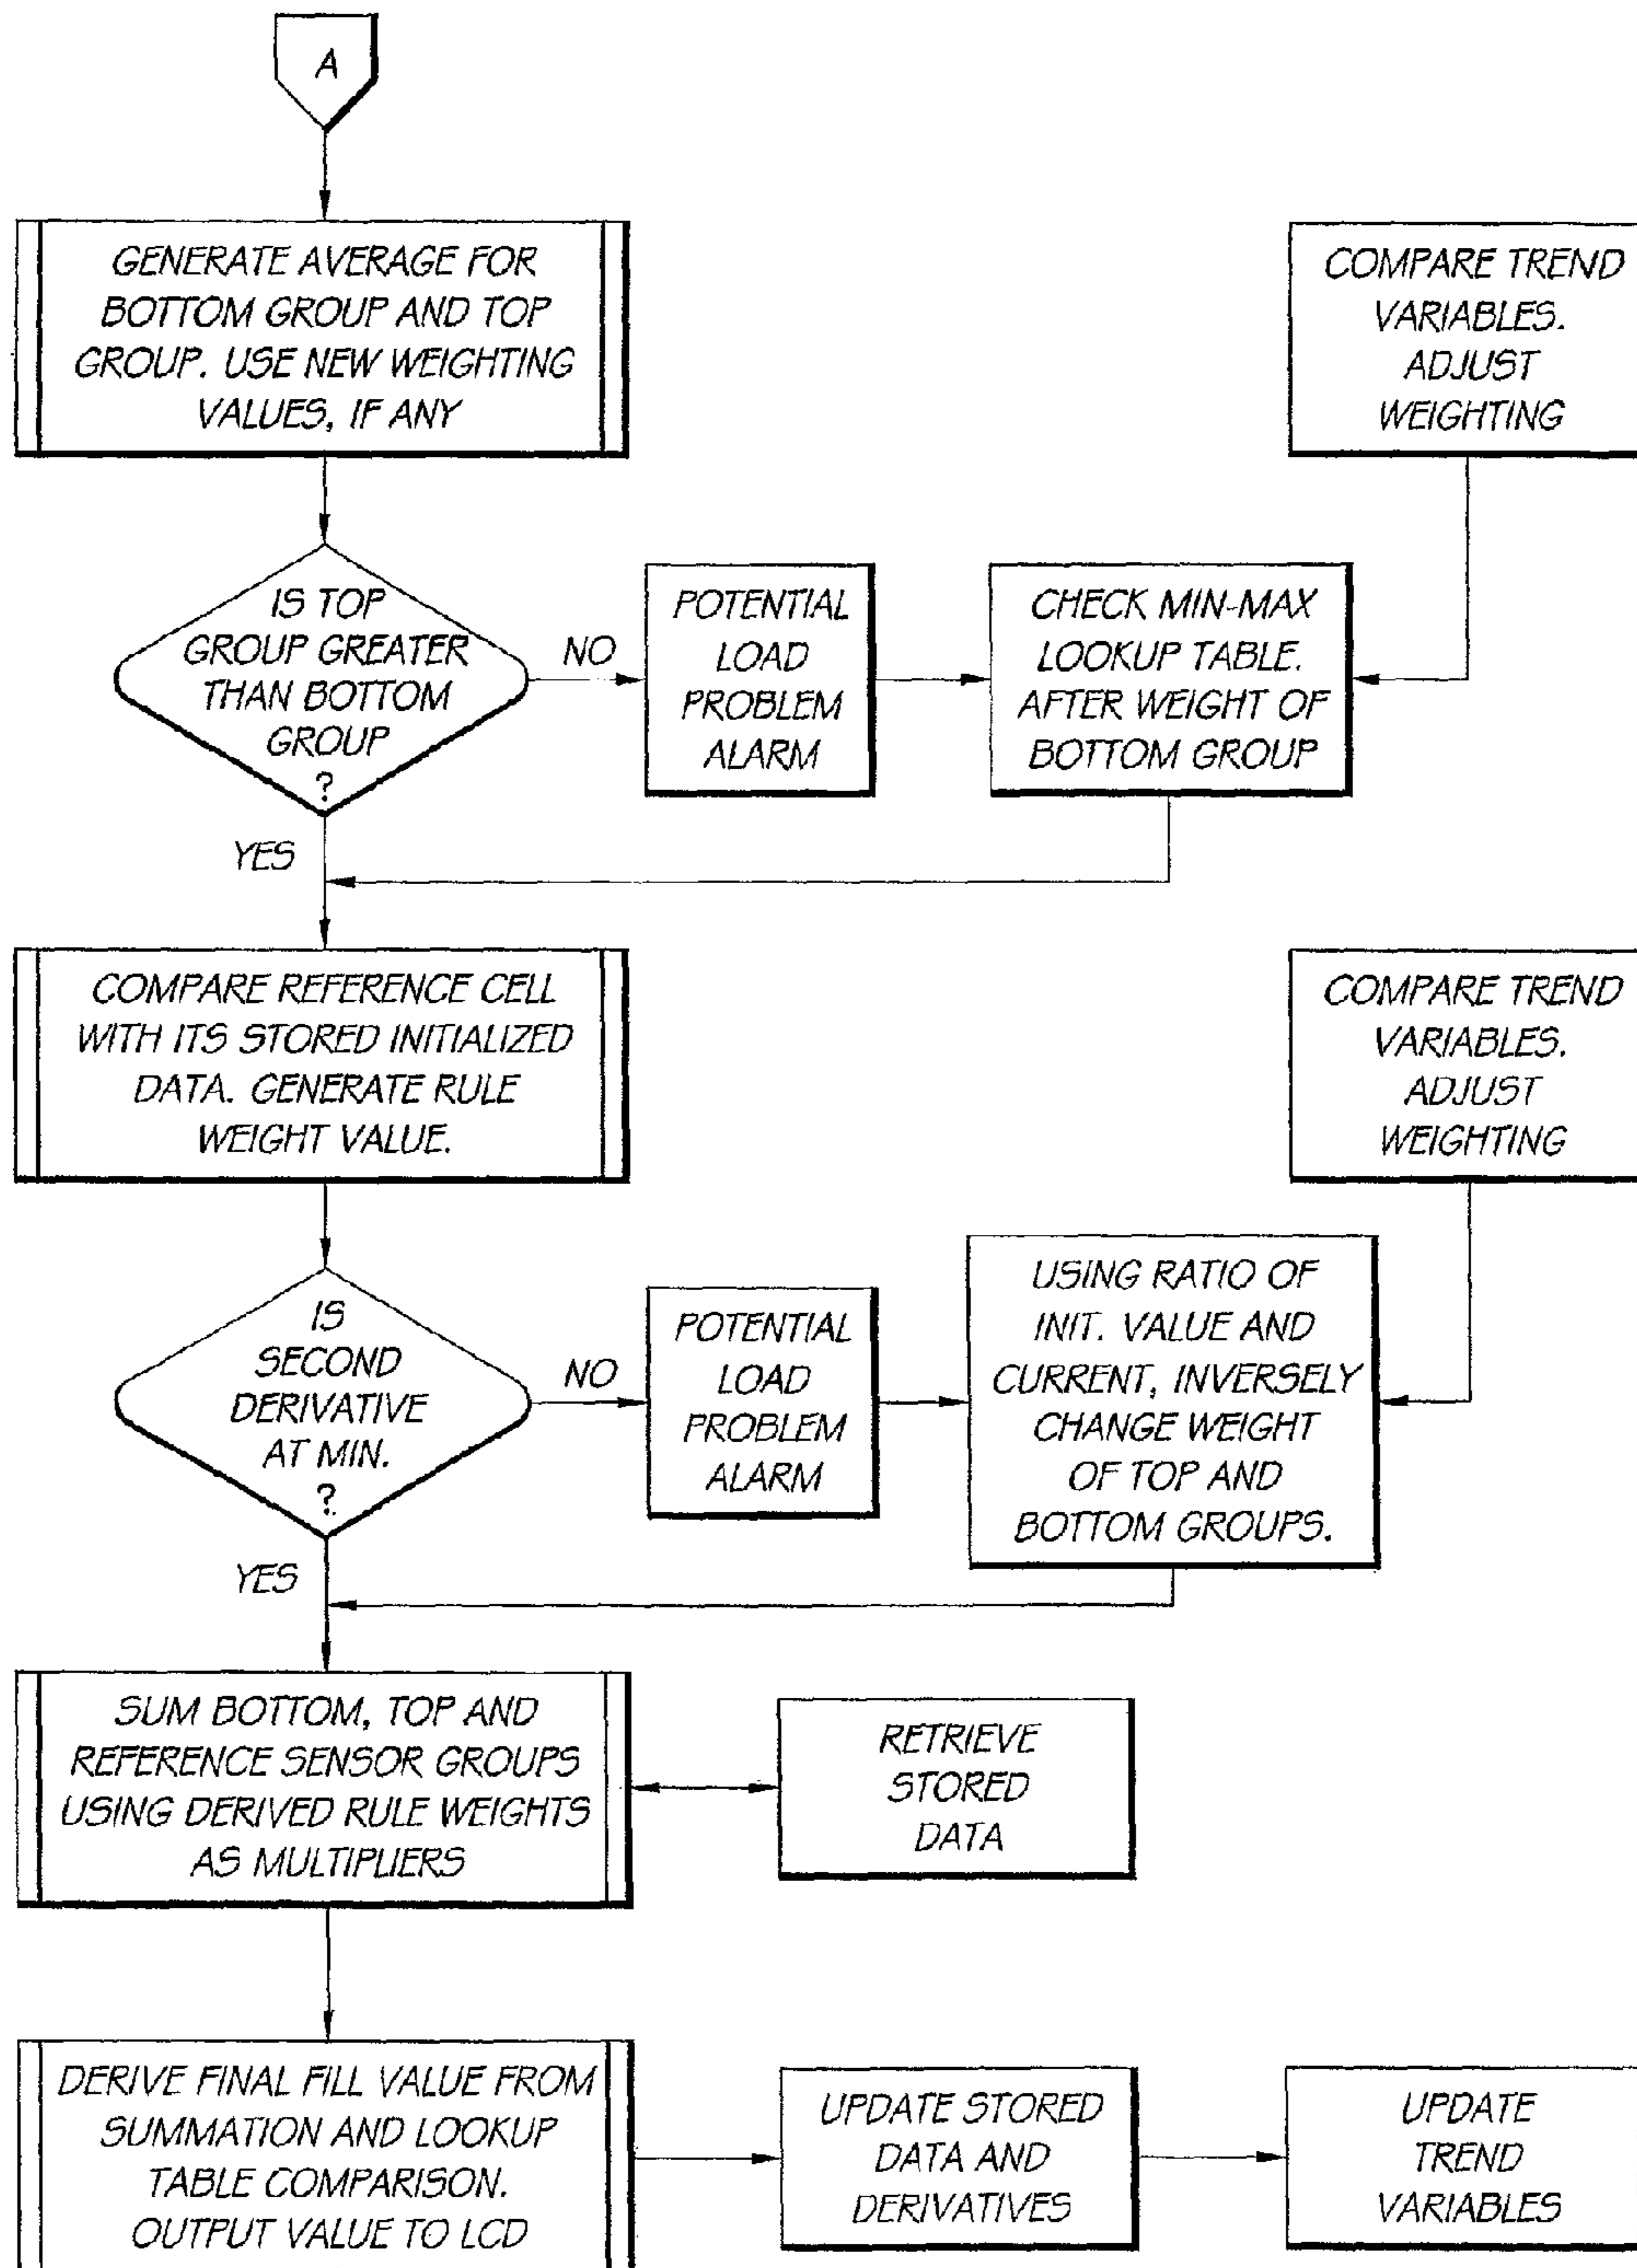 A
GENERATE AVERAGE FOR
BOTTOM GROUP AND TOP
GROUP. USE NEW WEIGHTING
VALUES, IF ANY
COMPARE TREND
VARIABLES.
ADJUST
WEIGHTING
IS TOP
GROUP GREATER
THAN BOTTOM
GROUP
?
NO
POTENTIAL
LOAD
PROBLEM
ALARM
CHECK MIN-MAX
LOOKUP TABLE.
AFTER WEIGHT OF
BOTTOM GROUP
YES
COMPARE REFERENCE CELL
WITH ITS STORED INITIALIZED
DATA. GENERATE RULE
WEIGHT VALUE.
COMPARE TREND
VARIABLES.
ADJUST
WEIGHTING
IS
SECOND
DERIVATIVE
AT MIN.
?
NO
POTENTIAL
LOAD
PROBLEM
ALARM
USING RATIO OF
INIT. VALUE AND
CURRENT, INVERSELY
CHANGE WEIGHT
OF TOP AND
BOTTOM GROUPS.
YES
SUM BOTTOM, TOP AND
REFERENCE SENSOR GROUPS
USING DERIVED RULE WEIGHTS
AS MULTIPLIERS
RETRIEVE
STORED
DATA
DERIVE FINAL FILL VALUE FROM
SUMMATION AND LOOKUP
TABLE COMPARISON.
OUTPUT VALUE TO LCD
UPDATE STORED
DATA AND
DERIVATIVES
UPDATE
TREND
VARIABLES